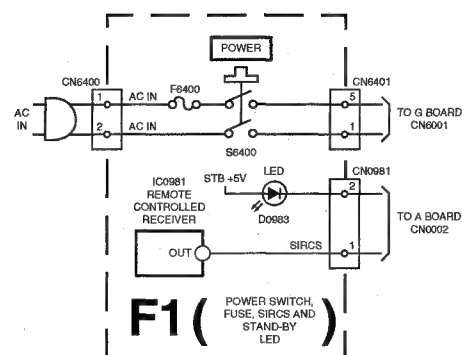 POWER
CN6400
F6400
CN6401
1
AC IN
5
AC
IN
TO G BOARD
CN6001
2
AC IN
1
S6400
CN0981
IC0981
REMOTE
CONTROLLED
RECEIVER
STB +5V
LED
2
D0983
TO A BOARD
CN0002
OUT
SIRCS
1
F1 (
POWER SWITCH,
FUSE, SIRCS AND
STAND-BY
LED
)